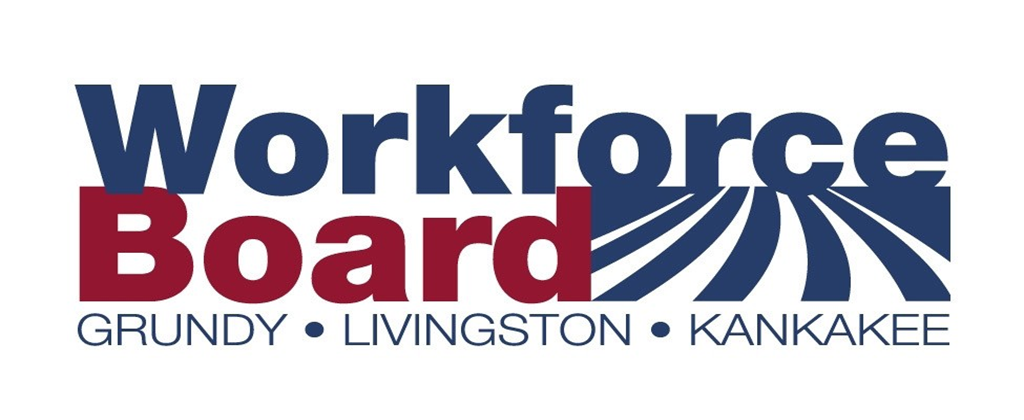 Workforce
Board
GRUNDY • LIVINGSTON • KANKAKEE